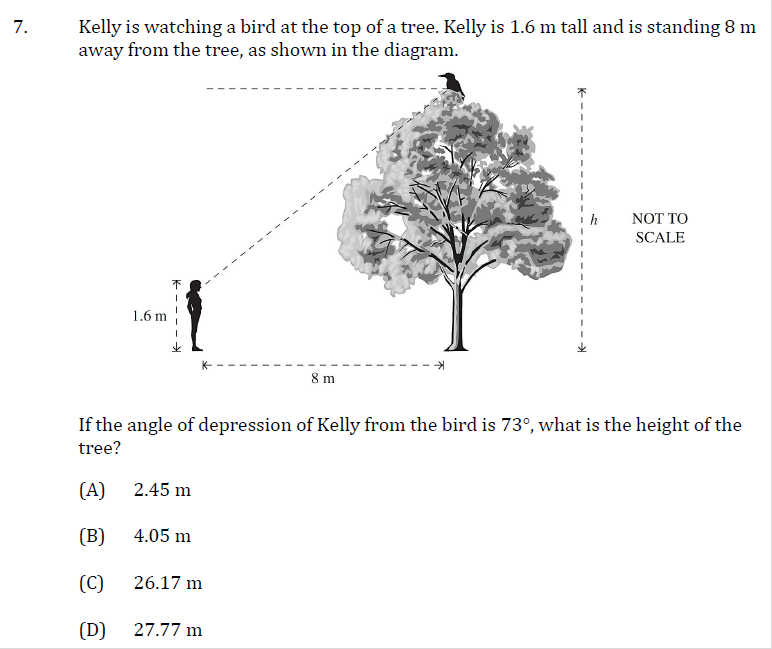 7. Kelly is watching a bird at the top of a tree. Kelly is 1.6 m tall and is standing 8 m
away from the tree, as shown in the diagram.
h
NOT TO
SCALE
1.6 m
8 m
If the angle of depression of Kelly from the bird is 73°, what is the height of the
tree?
(A) 2.45 m
(B) 4.05 m
(C) 26.17 m
(D) 27.77 m